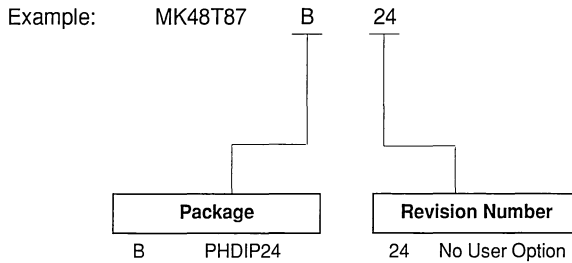 Example: MK48T87 B 24
Package Revision Number
B PHDIP24 24 No User Option